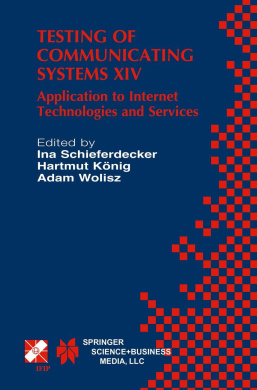 TESTING OF
COMMUNICATING
SYSTEMS XIV
Application to Internet
Technologies and Services
Edited by
Ina Schieferdecker
Hartmut König
Adam Wolisz
IFIP
SPRINGER
SCIENCE+BUSINESS
MEDIA, LLC